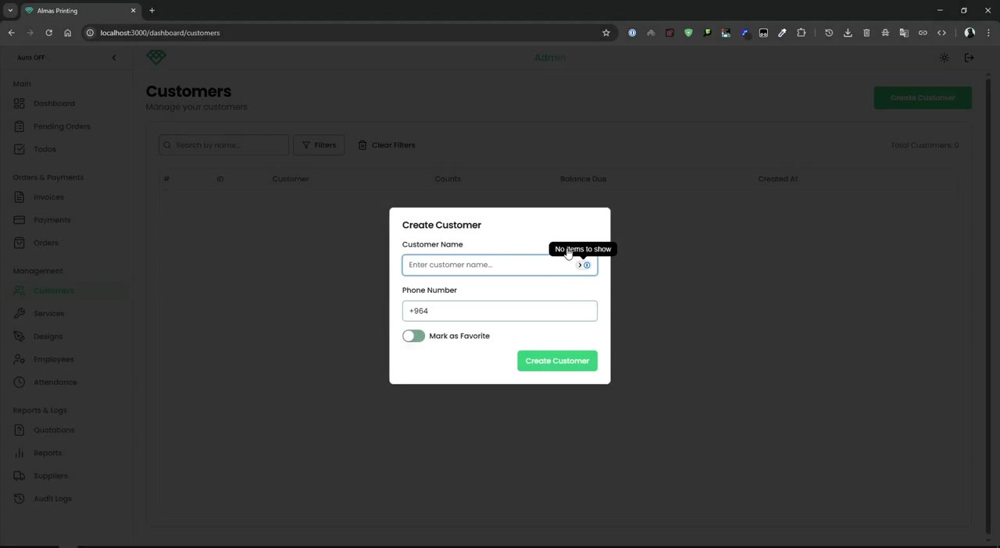 Almas Printing
localhost:3000/dashboard/customers
Auto OFF
Admin
Main
Dashboard
Pending Orders
Todos
Orders & Payments
Invoices
Payments
Orders
Management
Customers
Services
Designs
Employees
Attendance
Reports & Logs
Quotations
Reports
Suppliers
Audit Logs
Customers
Manage your customers
Create Customer
Search by name...
Filters
Clear Filters
Total Customers: 0
# ID Customer Counts Balance Due Created At
Create Customer
Customer Name
No items to show
Enter customer name...
Phone Number
+964
Mark as Favorite
Create Customer